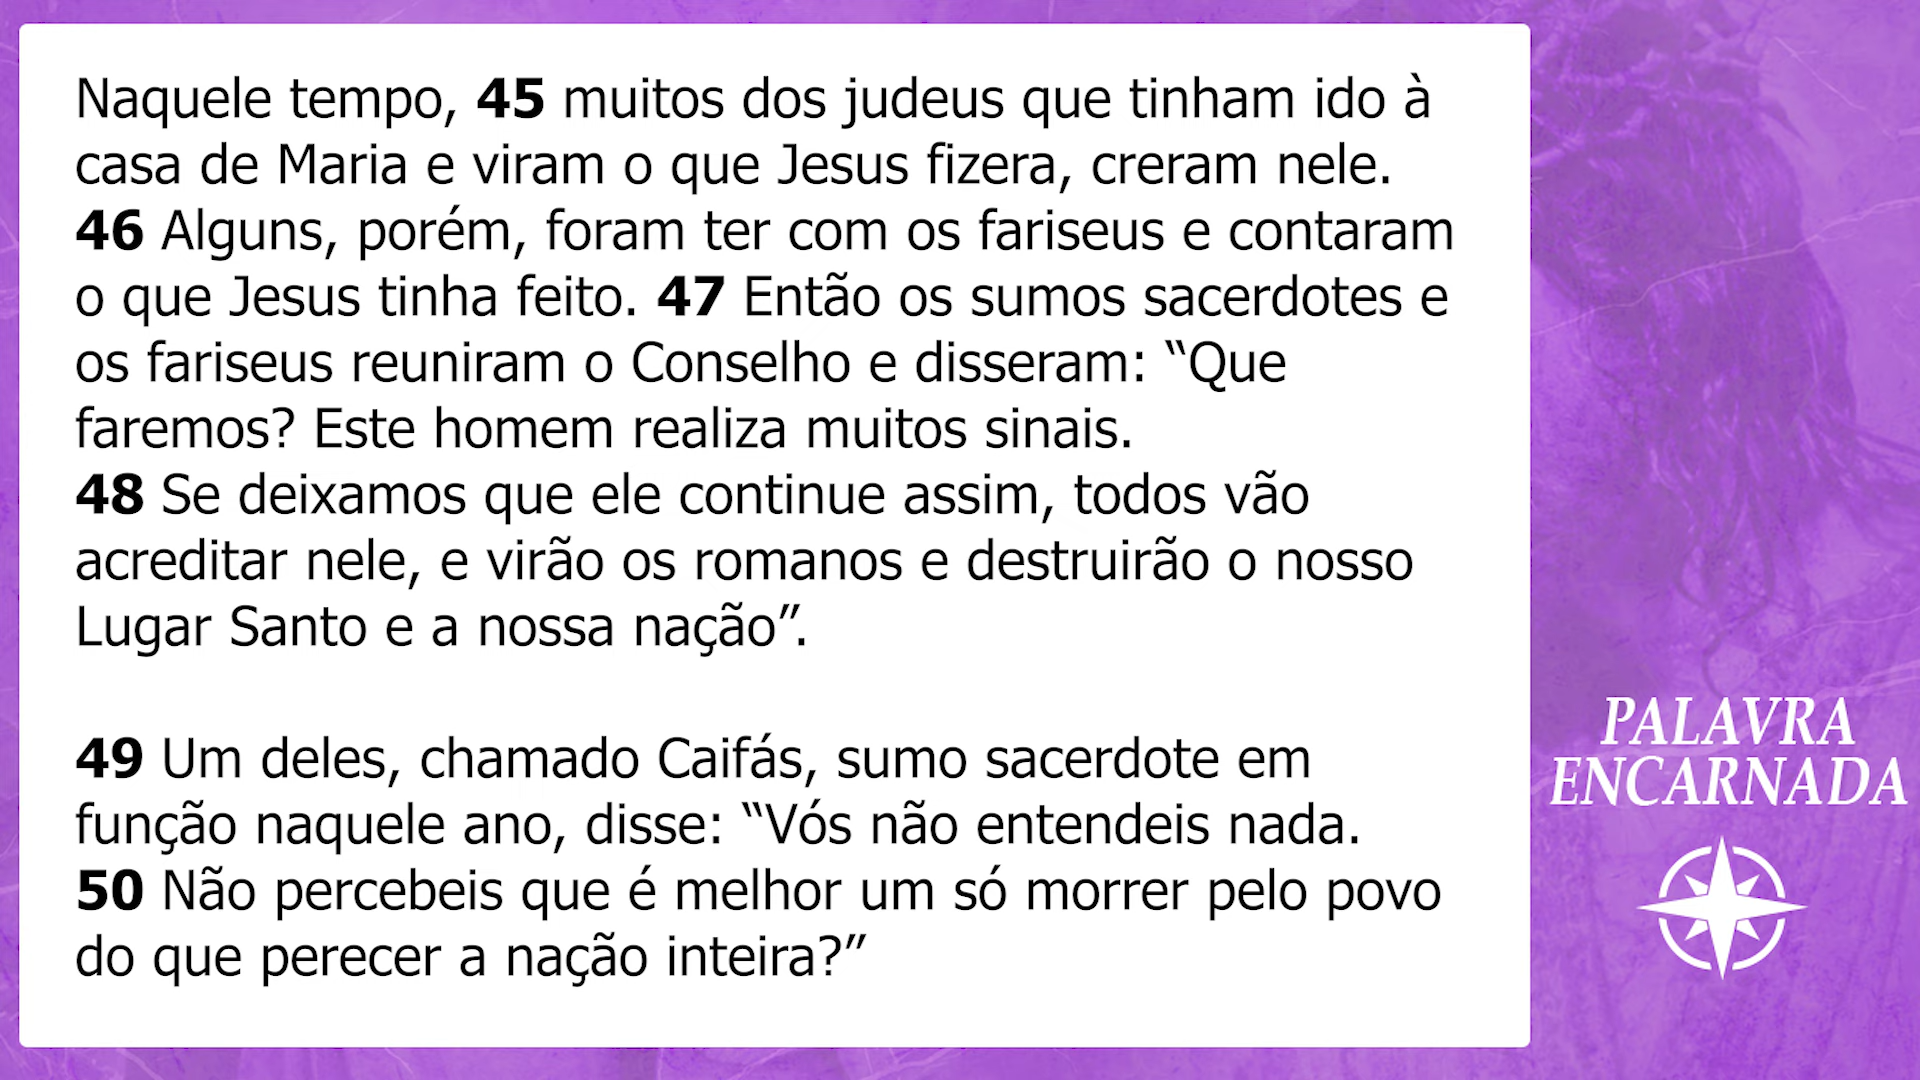 Naquele tempo, 45 muitos dos judeus que tinham ido à
casa de Maria e viram o que Jesus fizera, creram nele.
46 Alguns, porém, foram ter com os fariseus e contaram
o que Jesus tinha feito. 47 Então os sumos sacerdotes e
os fariseus reuniram o Conselho e disseram: “Que
faremos? Este homem realiza muitos sinais.
48 Se deixamos que ele continue assim, todos vão
acreditar nele, e virão os romanos e destruirão o nosso
Lugar Santo e a nossa nação”.
49 Um deles, chamado Caifás, sumo sacerdote em
função naquele ano, disse: “Vós não entendeis nada.
50 Não percebeis que é melhor um só morrer pelo povo
do que perecer a nação inteira?”
PALAVRA
ENCARNADA